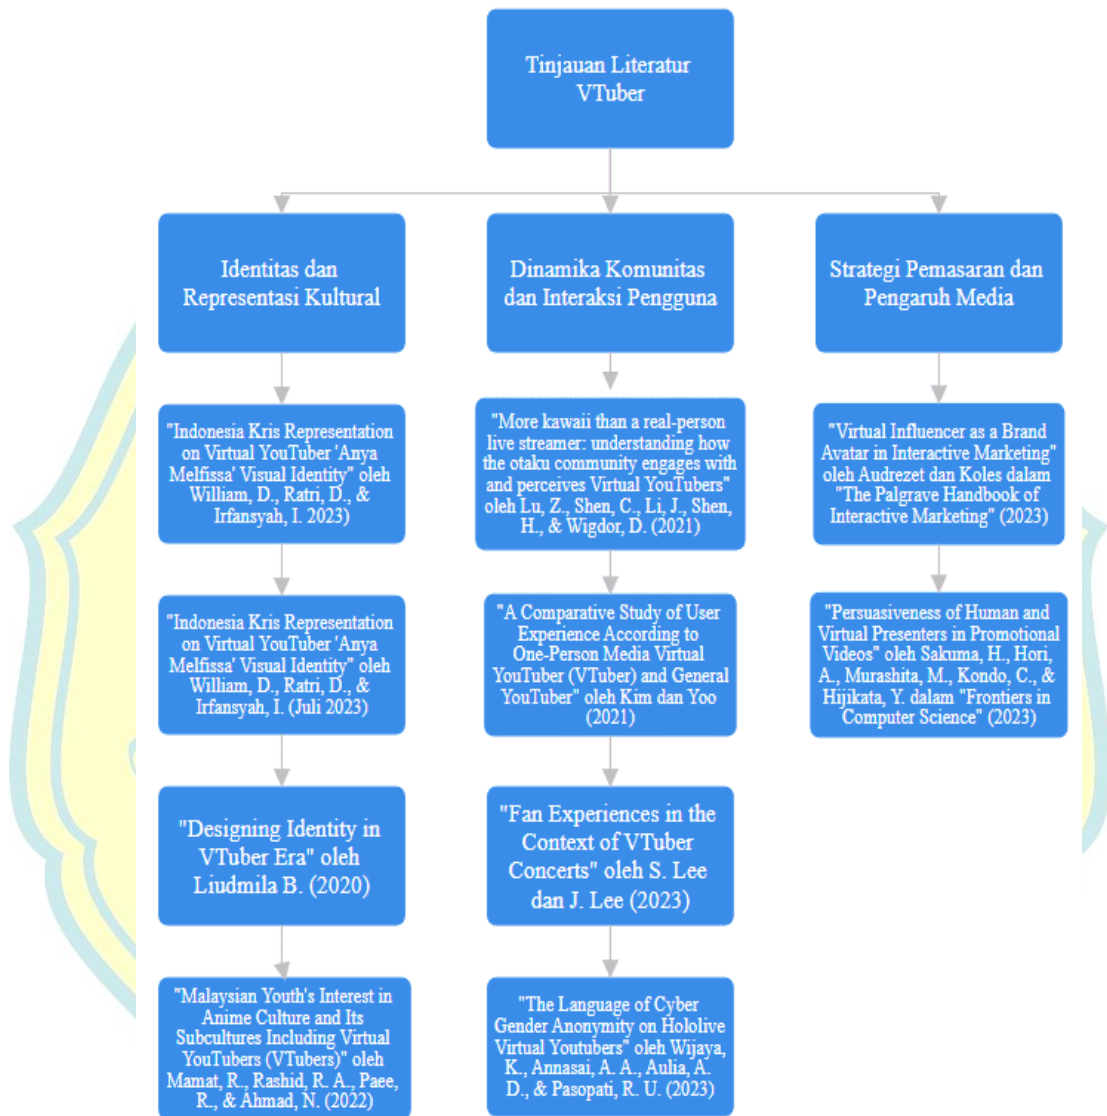 Tinjauan Literatur
VTuber
Identitas dan
Representasi Kultural
Dinamika Komunitas
dan Interaksi Pengguna
Strategi Pemasaran dan
Pengaruh Media
"Indonesia Kris Representation
on Virtual YouTuber 'Anya
Melfissa' Visual Identity" oleh
William, D., Ratri, D., &
Irfansyah, I. 2023)
"More kawaii than a real-person
live streamer: understanding how
the otaku community engages with
and perceives Virtual YouTubers"
oleh Lu, Z., Shen, C., Li, J., Shen,
H., & Wigdor, D. (2021)
"Virtual Influencer as a Brand
Avatar in Interactive Marketing"
oleh Audrezet dan Koles dalam
"The Palgrave Handbook of
Interactive Marketing" (2023)
"Indonesia Kris Representation
on Virtual YouTuber 'Anya
Melfissa' Visual Identity" oleh
William, D., Ratri, D., &
Irfansyah, I. (Juli 2023)
"A Comparative Study of User
Experience According to
One-Person Media Virtual
YouTuber (VTuber) and General
YouTuber" oleh Kim dan Yoo
(2021)
"Persuasiveness of Human and
Virtual Presenters in Promotional
Videos" oleh Sakuma, H., Hori,
A., Murashita, M., Kondo, C., &
Hijikata, Y. dalam "Frontiers in
Computer Science" (2023)
"Designing Identity in
VTuber Era" oleh
Liudmila B. (2020)
"Fan Experiences in the
Context of VTuber
Concerts" oleh S. Lee
dan J. Lee (2023)
"Malaysian Youth's Interest in
Anime Culture and Its
Subcultures Including Virtual
YouTubers (VTubers)" oleh
Mamat, R., Rashid, R. A., Paee,
R., & Ahmad, N. (2022)
"The Language of Cyber
Gender Anonymity on Hololive
Virtual Youtubers" oleh Wijaya,
K., Annasai, A. A., Aulia, A.
D., & Pasopati, R. U. (2023)